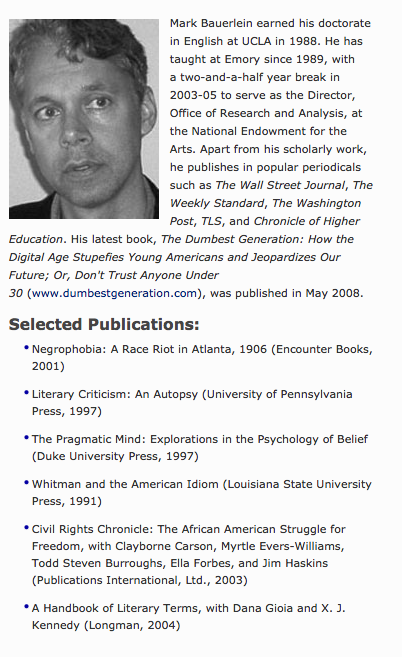 Mark Bauerlein earned his doctorate
in English at UCLA in 1988. He has
taught at Emory since 1989, with
a two-and-a-half year break in
2003-05 to serve as the Director,
Office of Research and Analysis, at
the National Endowment for the
Arts. Apart from his scholarly work,
he publishes in popular periodicals
such as The Wall Street Journal, The
Weekly Standard, The Washington
Post, TLS, and Chronicle of Higher
Education. His latest book, The Dumbest Generation: How the
Digital Age Stupefies Young Americans and Jeopardizes Our
Future; Or, Don't Trust Anyone Under
30 (www.dumbestgeneration.com), was published in May 2008.
Selected Publications:
• Negrophobia: A Race Riot in Atlanta, 1906 (Encounter Books,
2001)
• Literary Criticism: An Autopsy (University of Pennsylvania
Press, 1997)
• The Pragmatic Mind: Explorations in the Psychology of Belief
(Duke University Press, 1997)
• Whitman and the American Idiom (Louisiana State University
Press, 1991)
• Civil Rights Chronicle: The African American Struggle for
Freedom, with Clayborne Carson, Myrtle Evers-Williams,
Todd Steven Burroughs, Ella Forbes, and Jim Haskins
(Publications International, Ltd., 2003)
• A Handbook of Literary Terms, with Dana Gioia and X. J.
Kennedy (Longman, 2004)